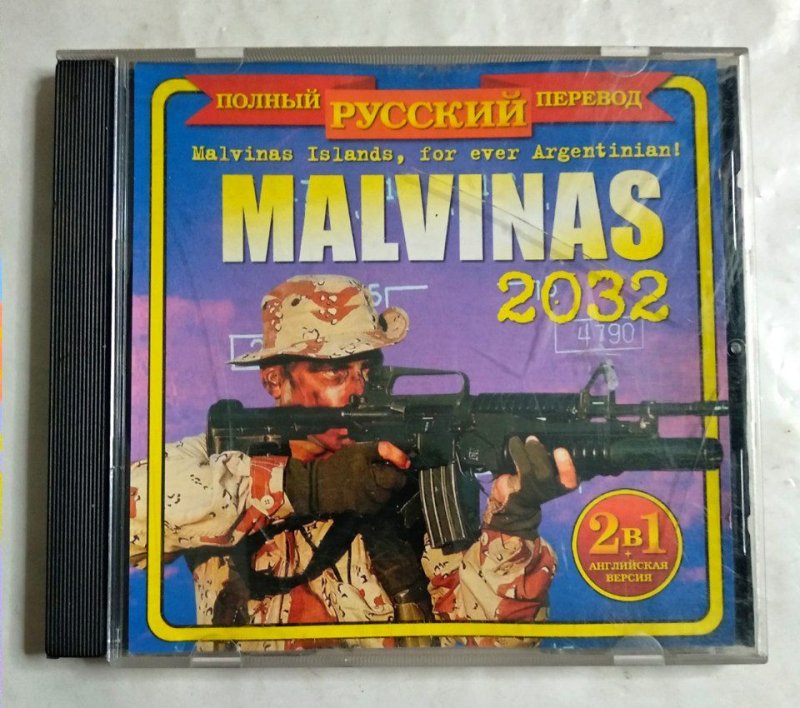 ПОЛНЫЙ РУССКИЙ ПЕРЕВОД
Malvinas Islands, for ever Argentinian!
MALVINAS
2032
4790
2в1
+
АНГЛИЙСКАЯ
ВЕРСИЯ